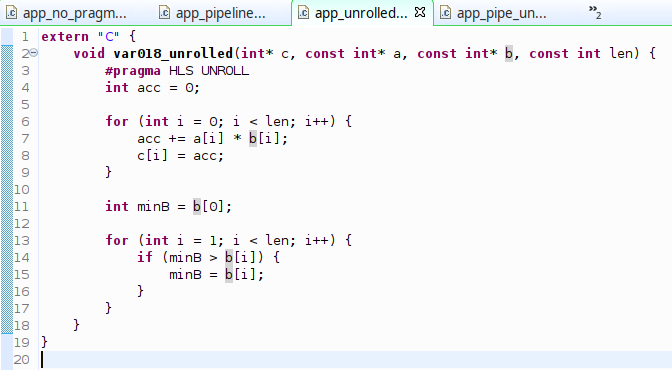 app_no_pragm... app_pipeline... app_unrolled... app_pipe_un... »2
1 extern "C" {
2 void var018_unrolled(int* c, const int* a, const int* b, const int len) {
3 #pragma HLS UNROLL
4 int acc = 0;
5
6 for (int i = 0; i < len; i++) {
7 acc += a[i] * b[i];
8 c[i] = acc;
9 }
10
11 int minB = b[0];
12
13 for (int i = 1; i < len; i++) {
14 if (minB > b[i]) {
15 minB = b[i];
16 }
17 }
18 }
19 }
20